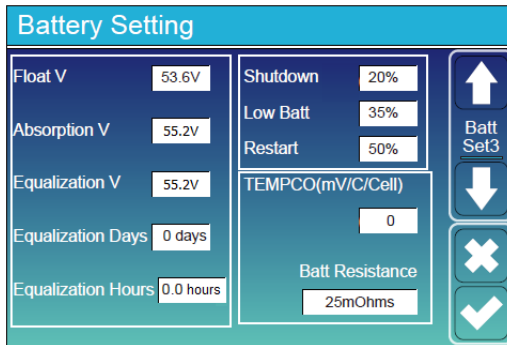 Battery Setting
Float V 53.6V
Absorption V 55.2V
Equalization V 55.2V
Equalization Days 0 days
Equalization Hours 0.0 hours
Shutdown 20%
Low Batt 35%
Restart 50%
TEMPCO(mV/C/Cell)
0
Batt Resistance
25mOhms
Batt
Set3